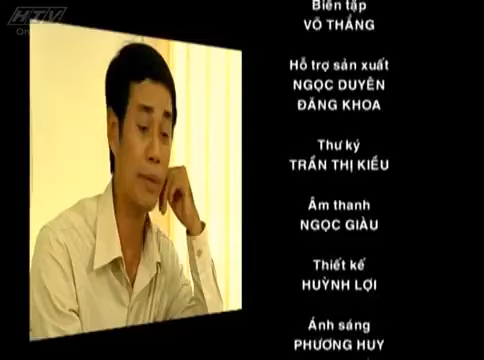 HTV
On
Biên tập
VÕ THẮNG
Hỗ trợ sản xuất
NGỌC DUYÊN
ĐĂNG KHOA
Thư ký
TRẦN THỊ KIỀU
Âm thanh
NGỌC GIÀU
Thiết kế
HUỲNH LỢI
Ánh sáng
PHƯƠNG HUY